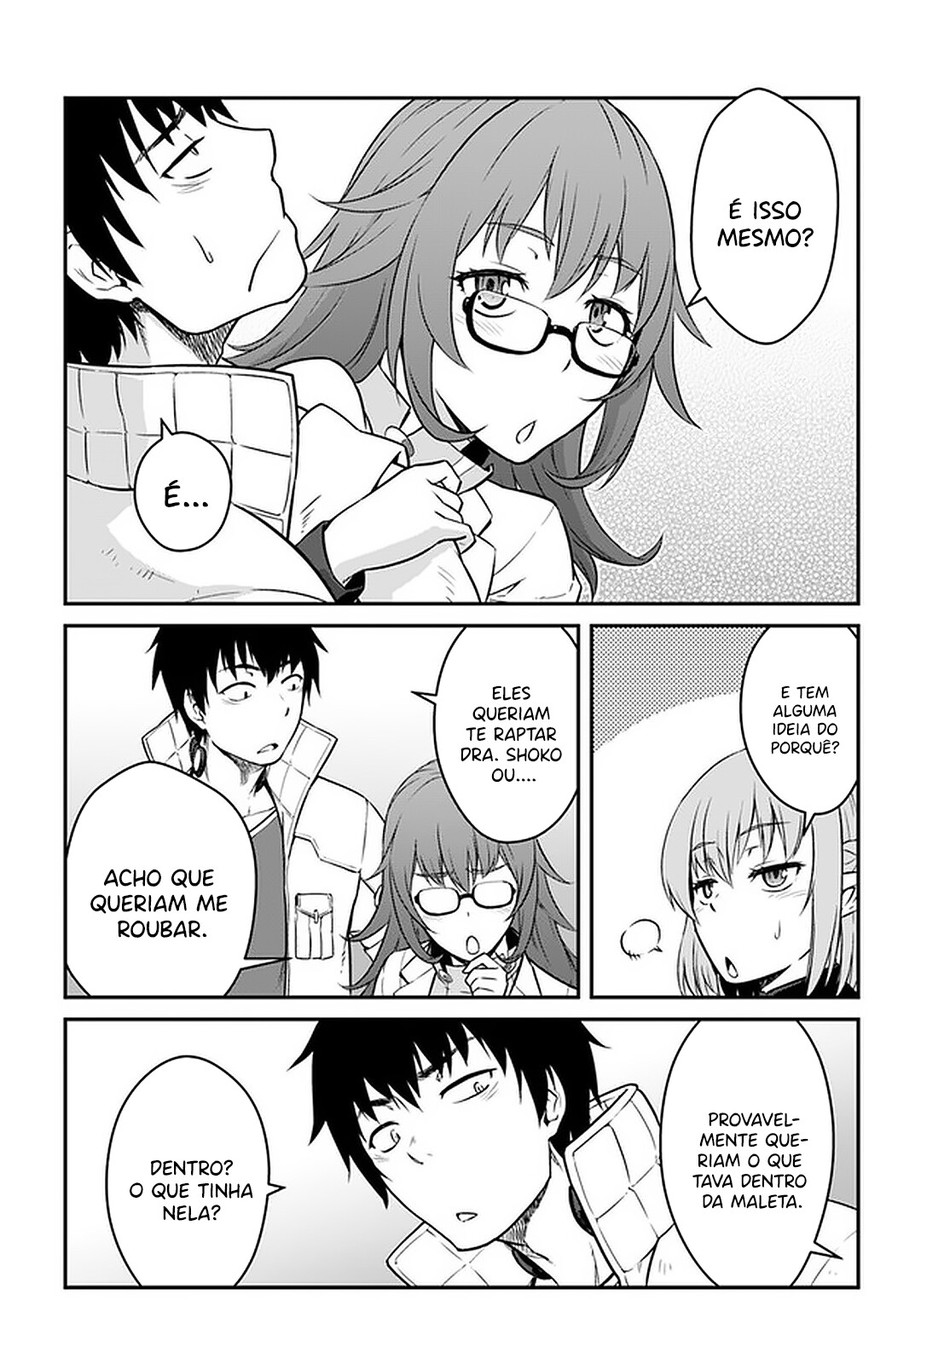 É ISSO
MESMO?
É...
E TEM
ALGUMA
IDEIA DO
PORQUÊ?
ELES
QUERIAM
TE RAPTAR
DRA. SHOKO
OU....
ACHO QUE
QUERIAM ME
ROUBAR.
PROVAVEL-
MENTE QUE-
RIAM O QUE
TAVA DENTRO
DA MALETA.
DENTRO?
O QUE TINHA
NELA?